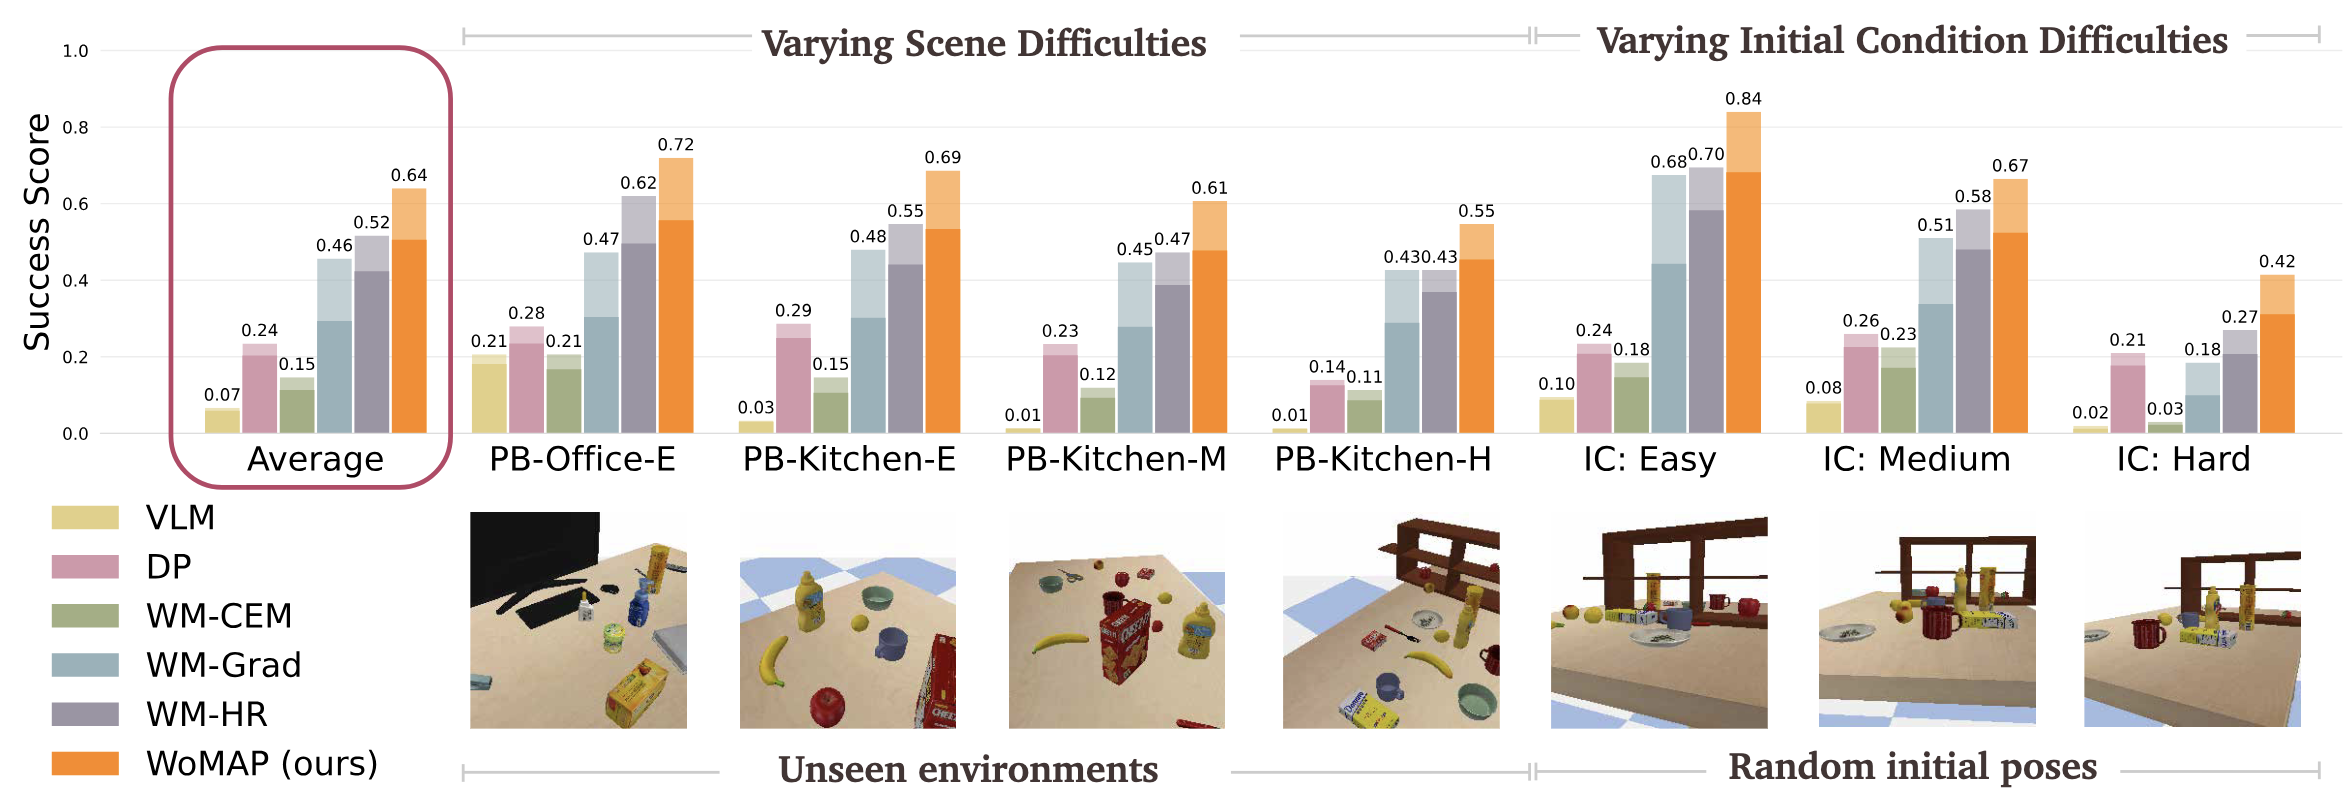 Varying Scene Difficulties
Varying Initial Condition Difficulties
Success Score
1.0
0.8
0.6
0.4
0.2
0.0
0.07 0.24 0.15 0.46 0.52 0.64
0.21 0.28 0.21 0.47 0.62 0.72
0.03 0.29 0.15 0.48 0.55 0.69
0.01 0.23 0.12 0.45 0.47 0.61
0.01 0.14 0.11 0.43 0.43 0.55
0.10 0.24 0.18 0.68 0.70 0.84
0.08 0.26 0.23 0.51 0.58 0.67
0.02 0.21 0.03 0.18 0.27 0.42
Average
PB-Office-E
PB-Kitchen-E
PB-Kitchen-M
PB-Kitchen-H
IC: Easy
IC: Medium
IC: Hard
VLM
DP
WM-CEM
WM-Grad
WM-HR
WoMAP (ours)
Unseen environments
Random initial poses